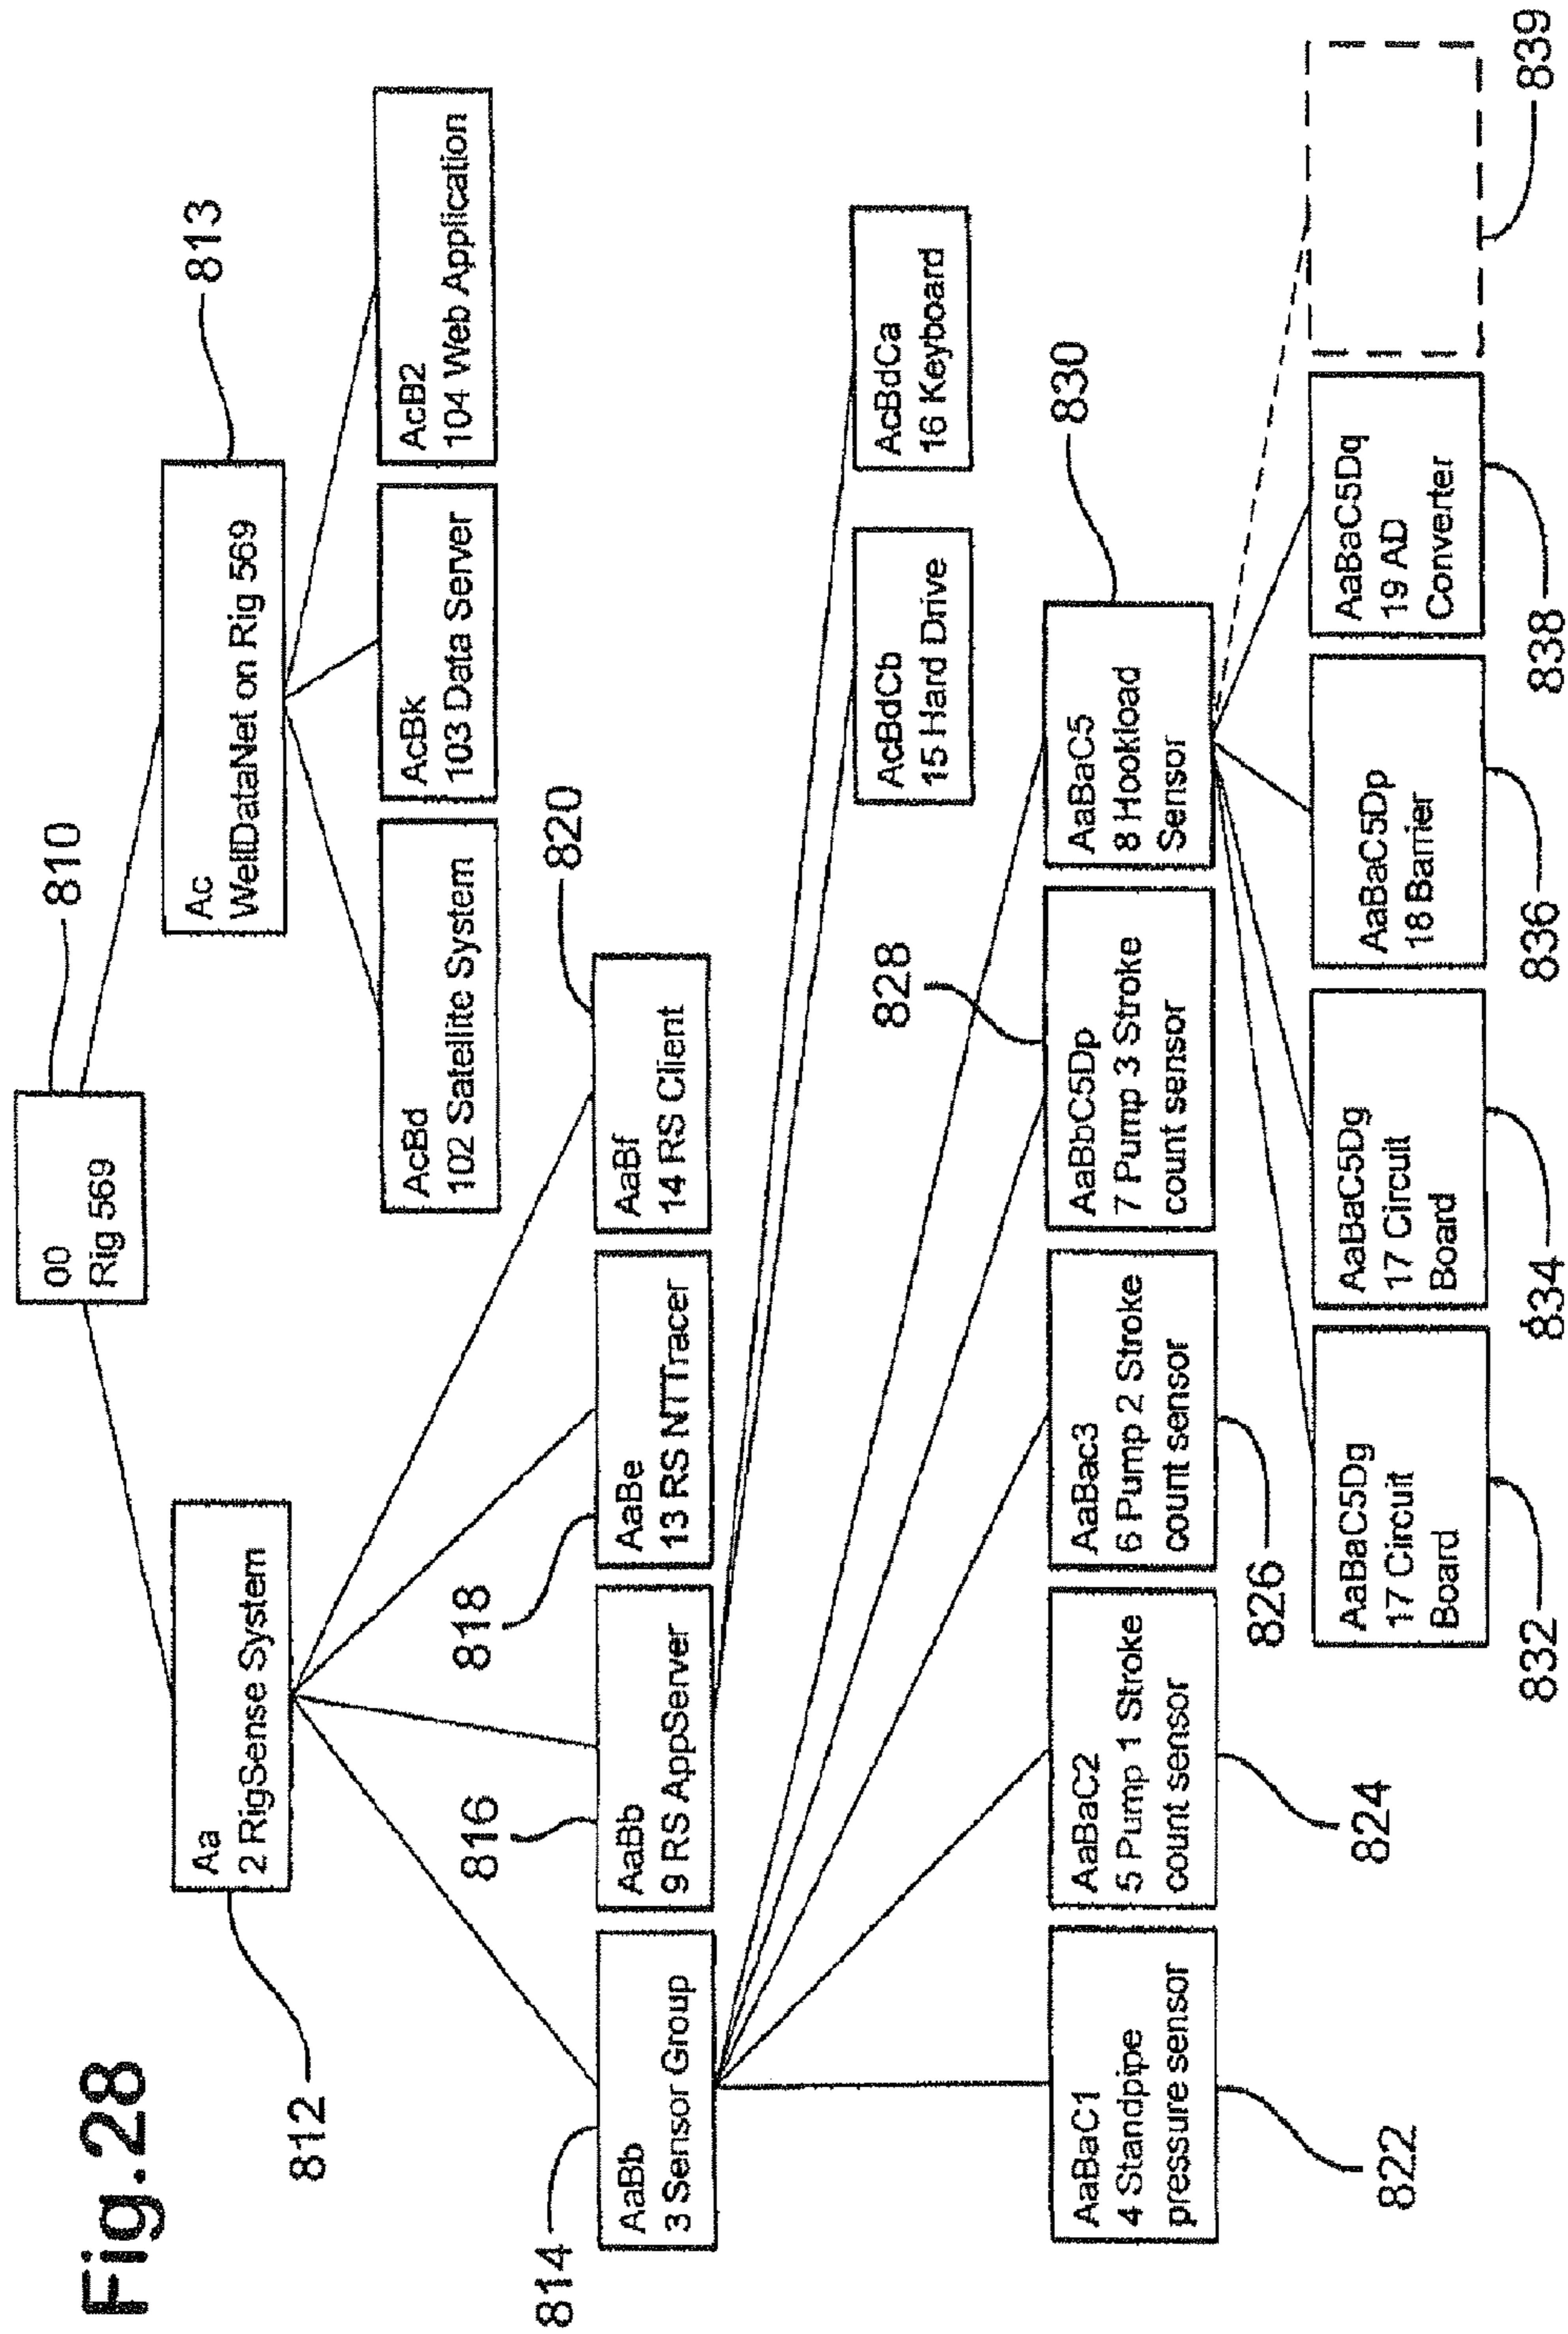 Fig.28
810
00
Rig 569
812
Aa
2 RigSense System
813
Ac
WellDataNet on Rig 569
AcBd
102 Satellite System
AcBk
103 Data Server
AcB2
104 Web Application
814
816
818
820
AaBb
3 Sensor Group
AaBb
9 RS AppServer
AaBe
13 RS NTTracer
AaBf
14 RS Client
AcBdCb
15 Hard Drive
AcBdCa
16 Keyboard
828
830
AaBaC1
4 Standpipe
pressure sensor
AaBaC2
5 Pump 1 Stroke
count sensor
AaBac3
6 Pump 2 Stroke
count sensor
AaBbC5Dp
7 Pump 3 Stroke
count sensor
AaBaC5
8 Hookload
Sensor
822
824
826
AaBaC5Dg
17 Circuit
Board
AaBaC5Dg
17 Circuit
Board
AaBaC5Dp
18 Barrier
AaBaC5Dq
19 AD
Converter
832
834
836
838
839